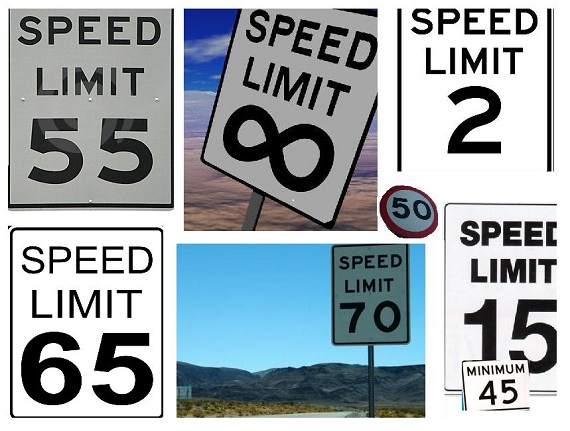 SPEED
LIMIT
55
SPEED
LIMIT
∞
SPEED
LIMIT
2
50
SPEED
LIMIT
65
SPEED
LIMIT
70
SPEED
LIMIT
15
MINIMUM
45